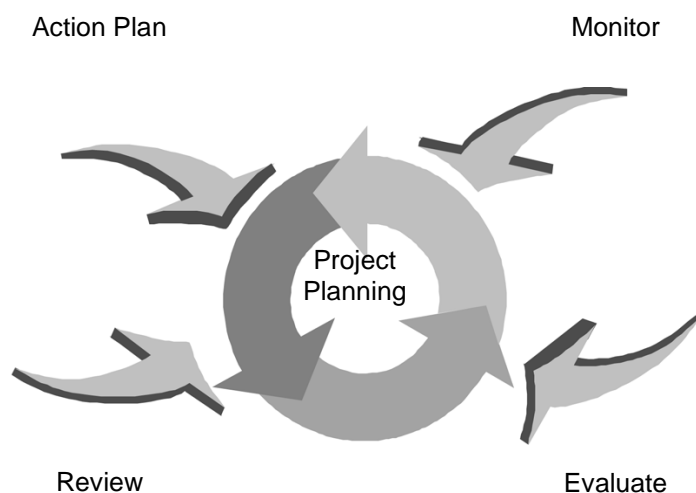 Action Plan
Monitor
Project
Planning
Review
Evaluate